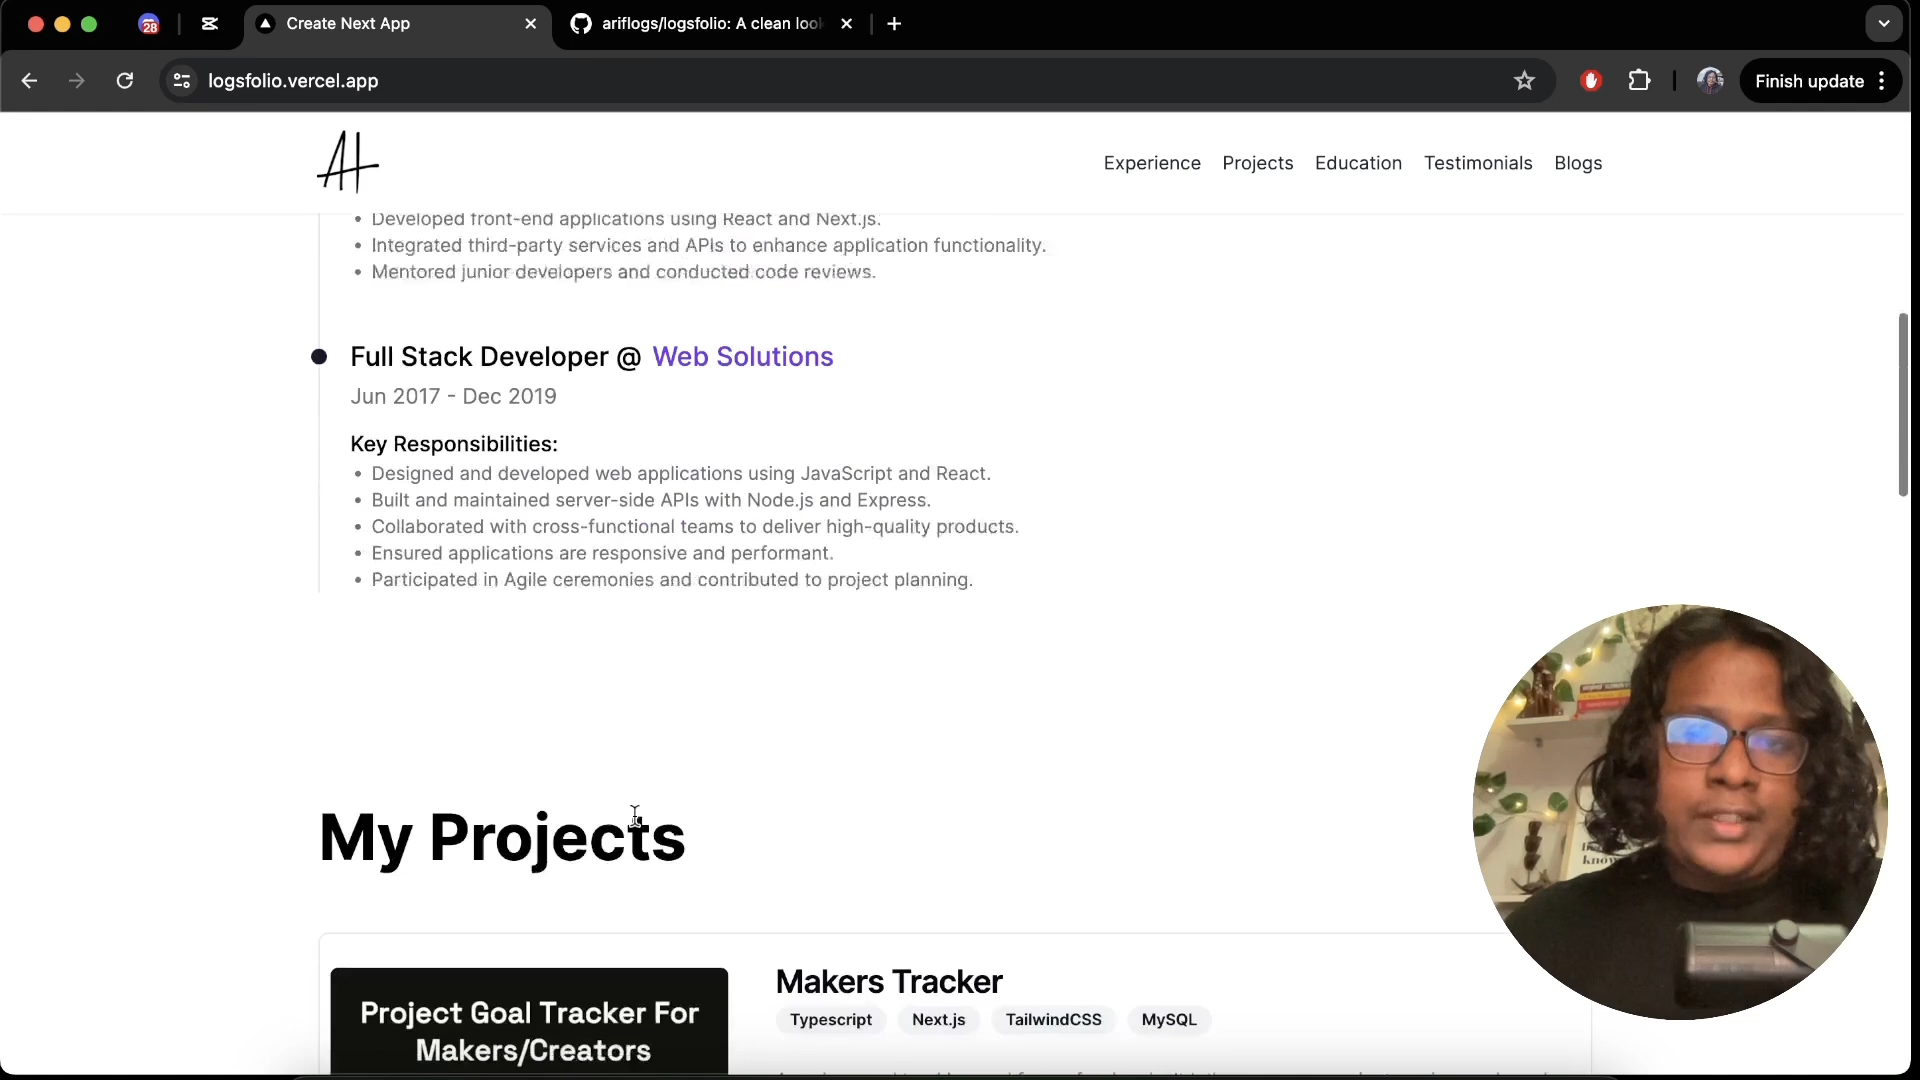 28
Create Next App
ariflogs/logsfolio: A clean loo
logsfolio.vercel.app
Finish update
Experience Projects Education Testimonials Blogs
• Developed front-end applications using React and Next.js.
• Integrated third-party services and APIs to enhance application functionality.
• Mentored junior developers and conducted code reviews.
Full Stack Developer @ Web Solutions
Jun 2017 - Dec 2019
Key Responsibilities:
• Designed and developed web applications using JavaScript and React.
• Built and maintained server-side APIs with Node.js and Express.
• Collaborated with cross-functional teams to deliver high-quality products.
• Ensured applications are responsive and performant.
• Participated in Agile ceremonies and contributed to project planning.
My Projects
Project Goal Tracker For
Makers/Creators
Makers Tracker
Typescript Next.js TailwindCSS MySQL